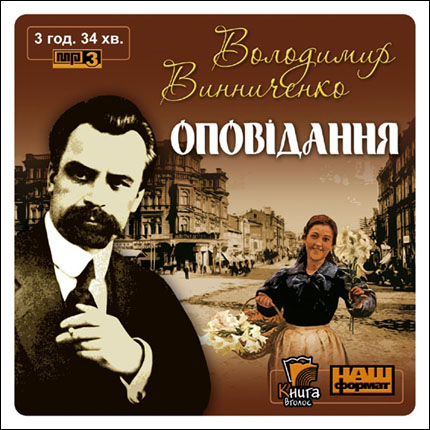 3 год. 34 хв.
mp3
Володимир
Винниченко
ОПОВІДАННЯ
Книга
Вголос
НАШ
формат